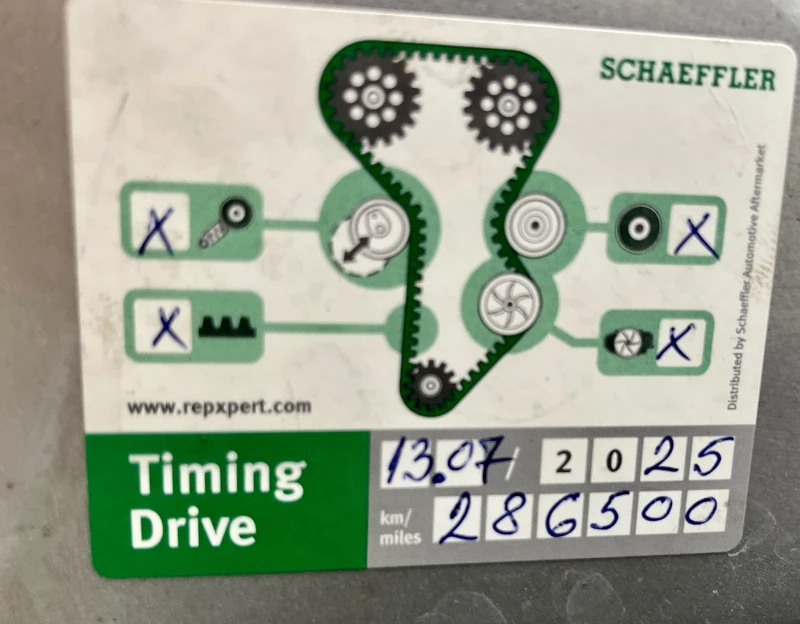 SCHAEFFLER
X
X
X
X
Distributed by Schaeffler Automotive Aftermarket
www.repxpert.com
Timing
Drive
13.07/ 2025
km/
miles
286500